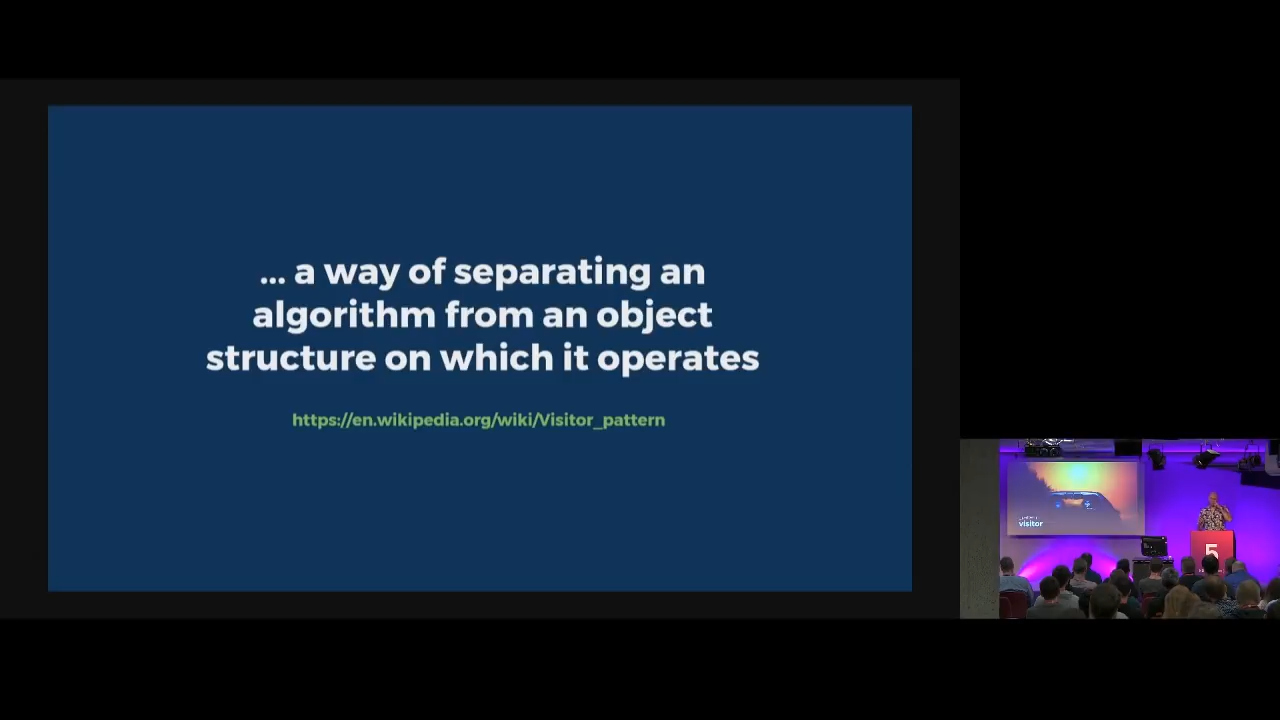 ... a way of separating an
algorithm from an object
structure on which it operates
https://en.wikipedia.org/wiki/Visitor_pattern
visitor
5